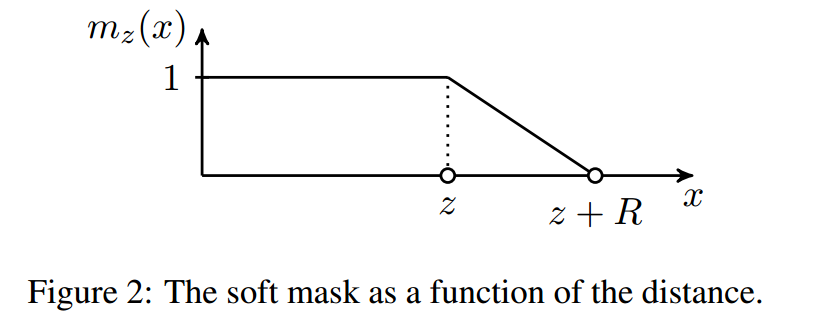 m_z(x)
1
z
z + R
x
Figure 2: The soft mask as a function of the distance.